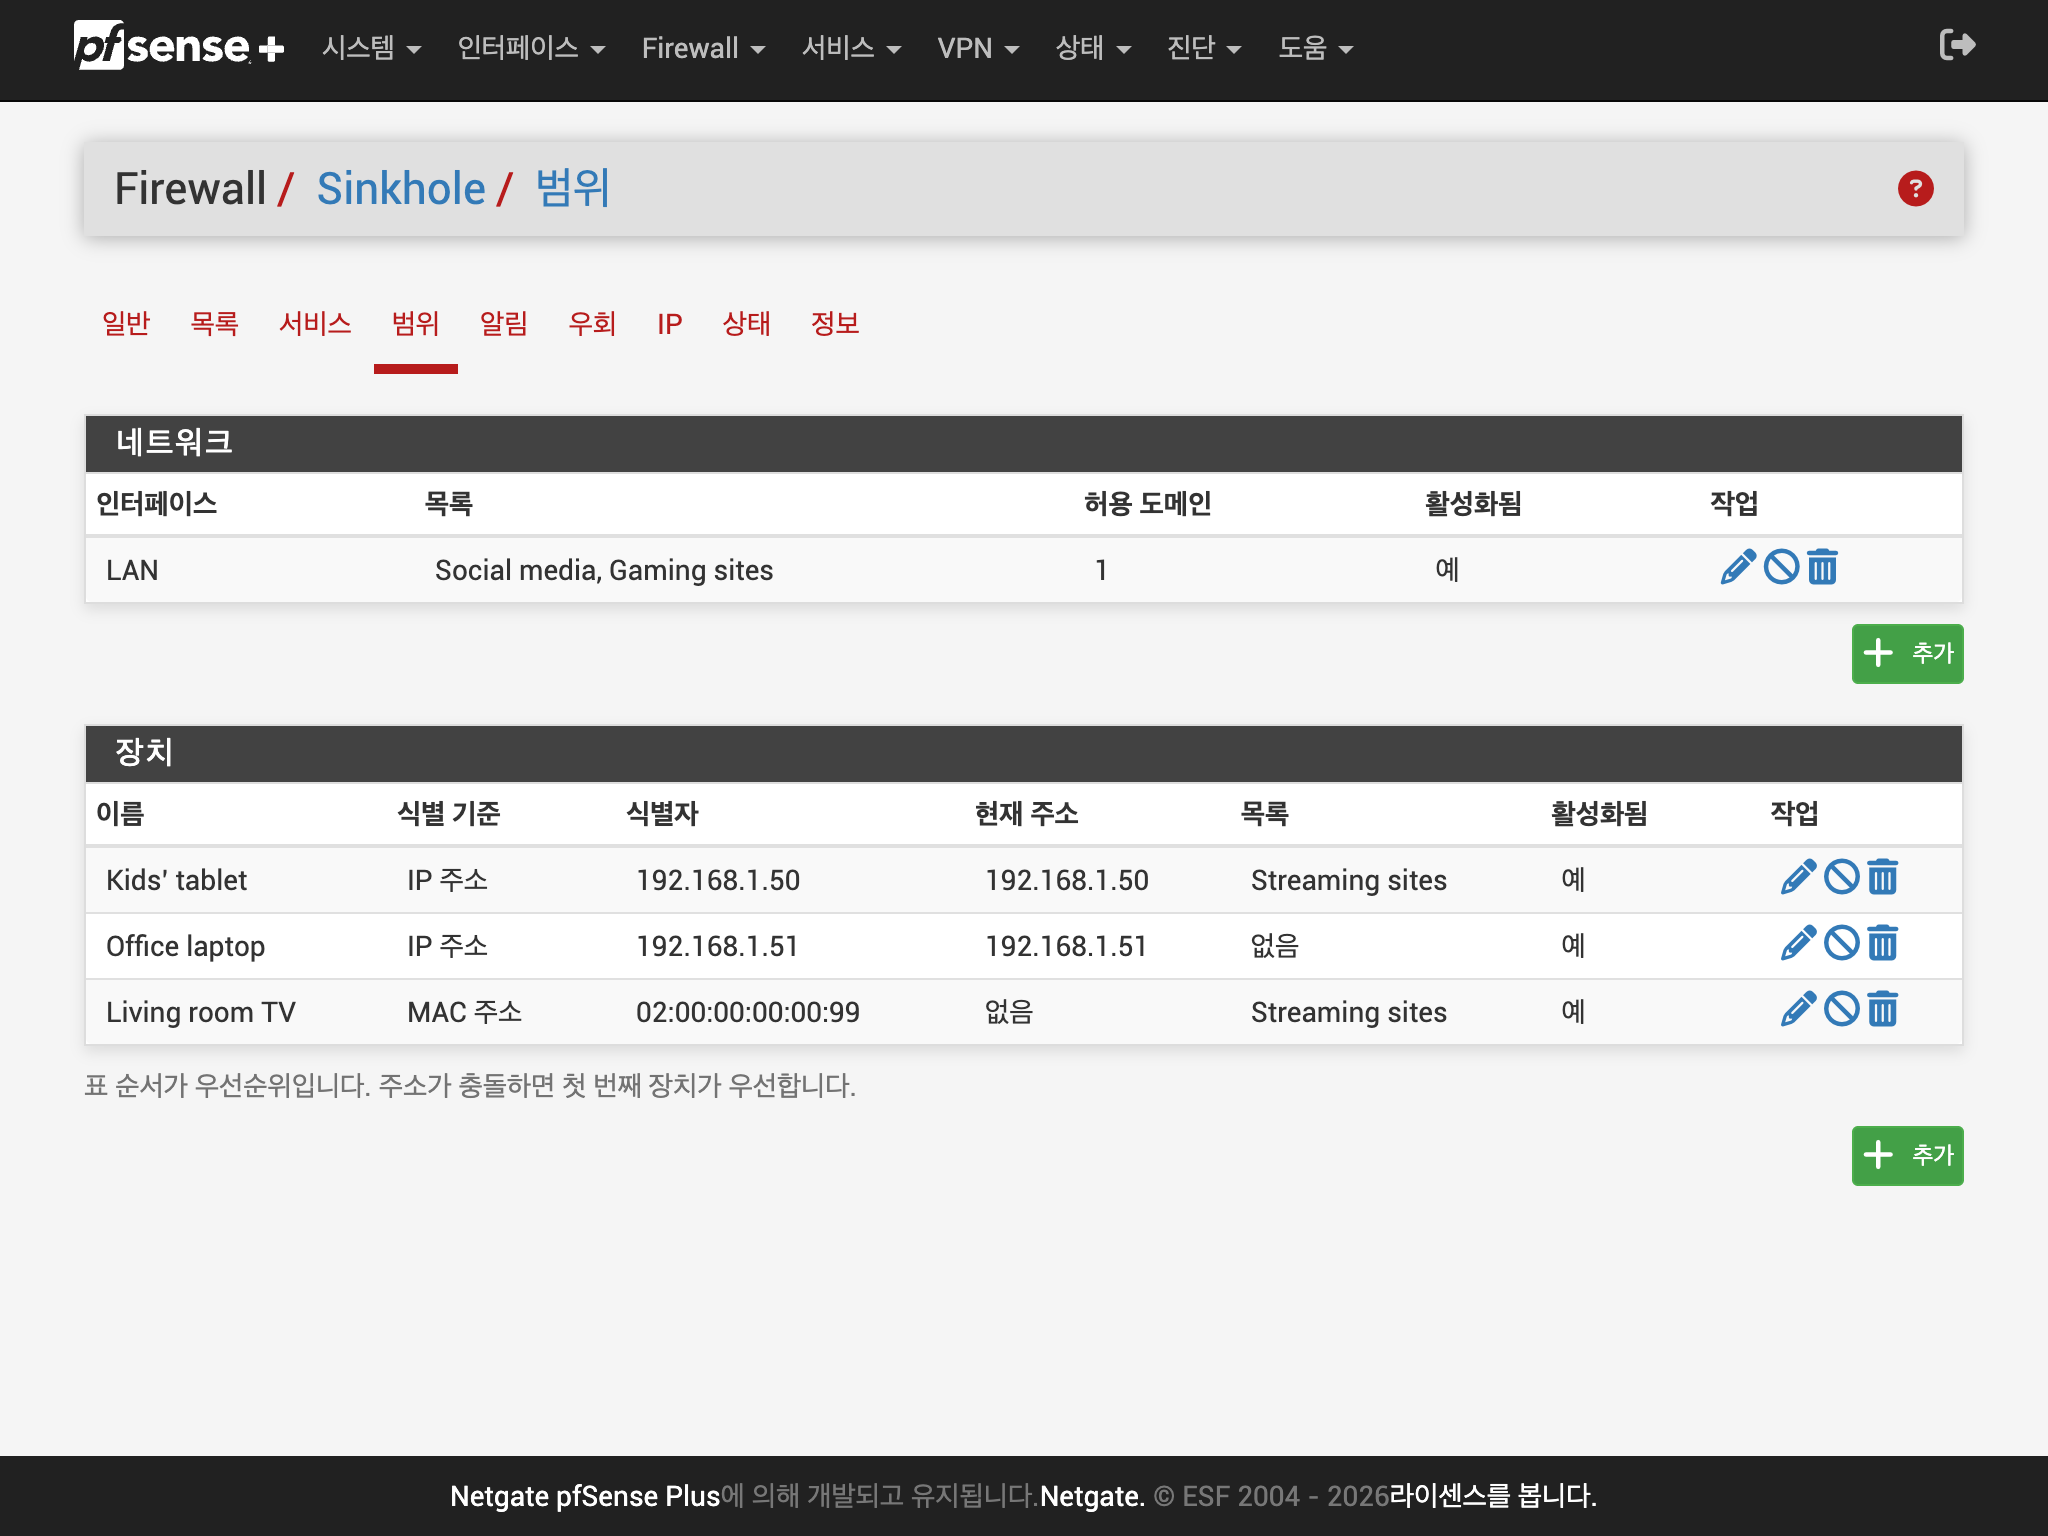 pfsense + 시스템 인터페이스 Firewall 서비스 VPN 상태 진단 도움
Firewall / Sinkhole / 범위
일반 목록 서비스 범위 알림 우회 IP 상태 정보
네트워크
인터페이스 목록 허용 도메인 활성화됨 작업
LAN Social media, Gaming sites 1 예
추가
장치
이름 식별 기준 식별자 현재 주소 목록 활성화됨 작업
Kids' tablet IP 주소 192.168.1.50 192.168.1.50 Streaming sites 예
Office laptop IP 주소 192.168.1.51 192.168.1.51 없음 예
Living room TV MAC 주소 02:00:00:00:00:99 없음 Streaming sites 예
표 순서가 우선순위입니다. 주소가 충돌하면 첫 번째 장치가 우선합니다.
추가
Netgate pfSense Plus에 의해 개발되고 유지됩니다.Netgate. © ESF 2004 - 2026라이센스를 봅니다.